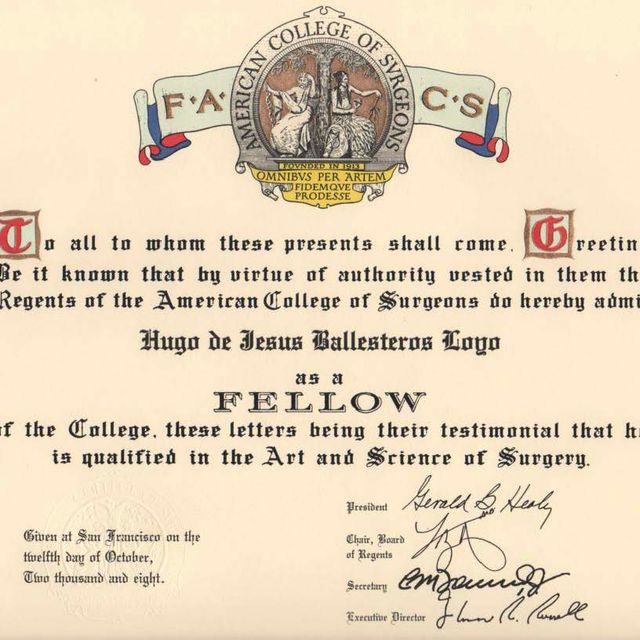 F·A·
AMERICAN COLLEGE OF SVRGEONS
C·S·
FOVNDED IN 1913
OMNIBVS PER ARTEM
FIDEMQVE
PRODESSE
To all to whom these presents shall come, Greetin
Be it known that by virtue of authority vested in them th
Regents of the American College of Surgeons do hereby admi
Hugo de Jesus Ballesteros Loyo
as a
FELLOW
of the College, these letters being their testimonial that h
is qualified in the Art and Science of Surgery.
Given at San Francisco on the
twelfth day of October,
Two thousand and eight.
President Gerald B Healy
Chair, Board
of Regents
Secretary
Executive Director